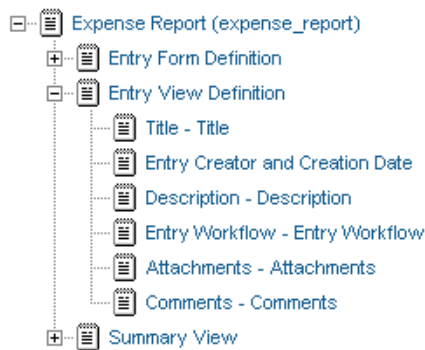 Expense Report (expense_report)
Entry Form Definition
Entry View Definition
Title - Title
Entry Creator and Creation Date
Description - Description
Entry Workflow - Entry Workflow
Attachments - Attachments
Comments - Comments
Summary View